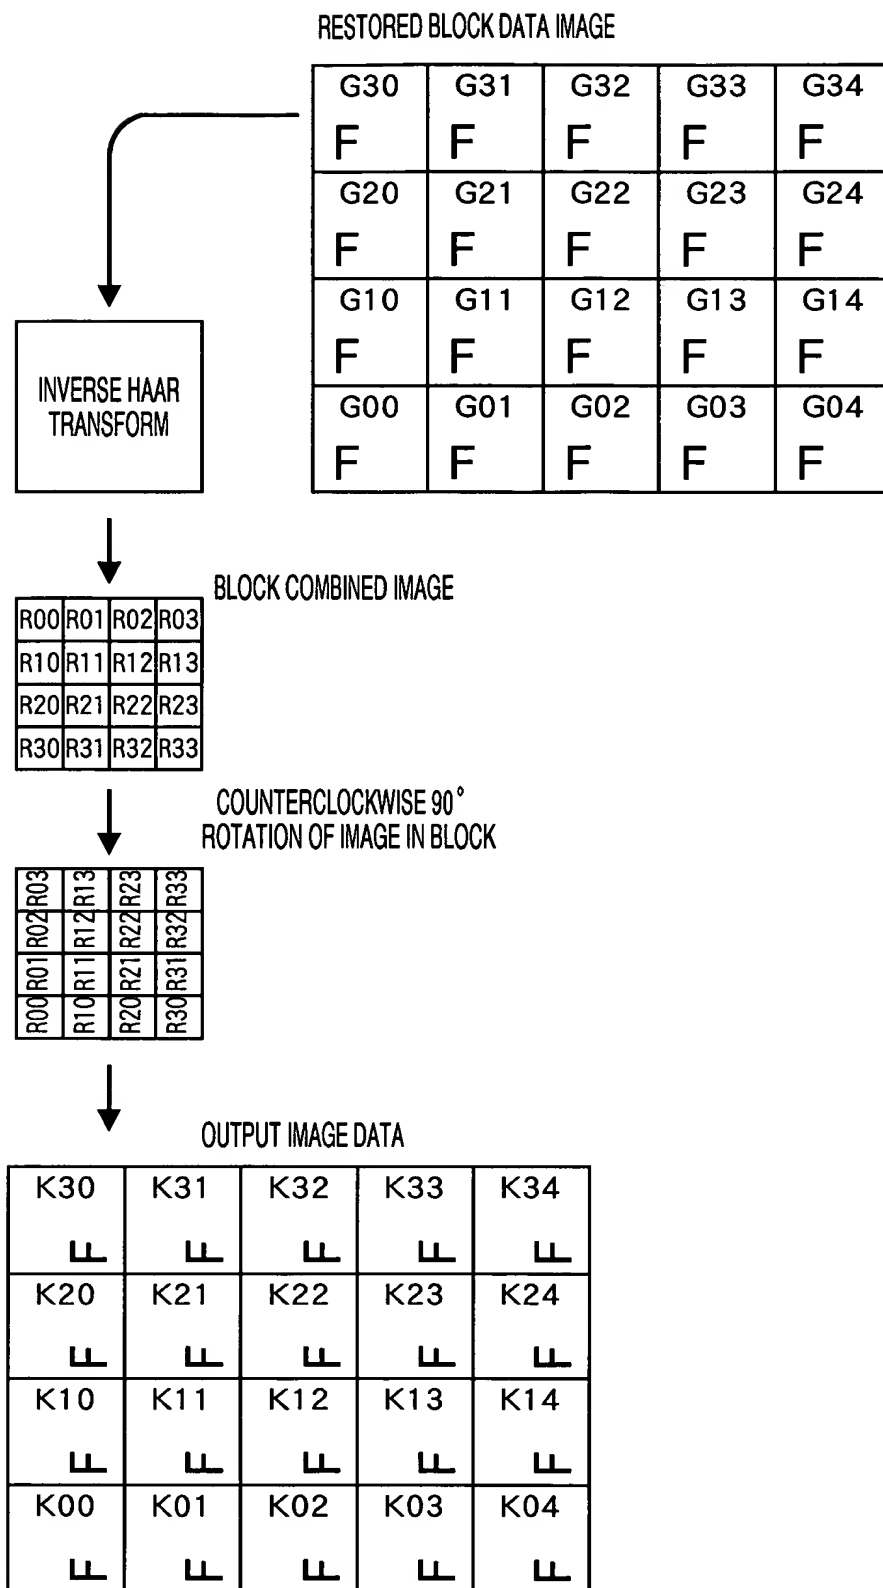 RESTORED BLOCK DATA IMAGE
G30 G31 G32 G33 G34
F F F F F
G20 G21 G22 G23 G24
F F F F F
G10 G11 G12 G13 G14
F F F F F
G00 G01 G02 G03 G04
F F F F F
INVERSE HAAR
TRANSFORM
BLOCK COMBINED IMAGE
R00 R01 R02 R03
R10 R11 R12 R13
R20 R21 R22 R23
R30 R31 R32 R33
COUNTERCLOCKWISE 90°
ROTATION OF IMAGE IN BLOCK
R03 R13 R23 R33
R02 R12 R22 R32
R01 R11 R21 R31
R00 R10 R20 R30
OUTPUT IMAGE DATA
K30 K31 K32 K33 K34
F F F F F
K20 K21 K22 K23 K24
F F F F F
K10 K11 K12 K13 K14
F F F F F
K00 K01 K02 K03 K04
F F F F F